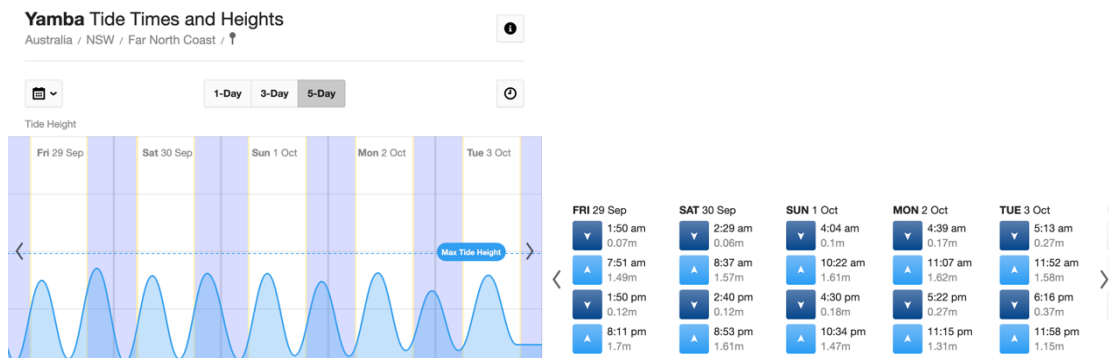 Yamba Tide Times and Heights
Australia / NSW / Far North Coast /
1-Day 3-Day 5-Day
Tide Height
Fri 29 Sep Sat 30 Sep Sun 1 Oct Mon 2 Oct Tue 3 Oct
Max Tide Height
FRI 29 Sep SAT 30 Sep SUN 1 Oct MON 2 Oct TUE 3 Oct
1:50 am 2:29 am 4:04 am 4:39 am 5:13 am
0.07m 0.06m 0.1m 0.17m 0.27m
7:51 am 8:37 am 10:22 am 11:07 am 11:52 am
1.49m 1.57m 1.61m 1.62m 1.58m
1:50 pm 2:40 pm 4:30 pm 5:22 pm 6:16 pm
0.12m 0.12m 0.18m 0.27m 0.37m
8:11 pm 8:53 pm 10:34 pm 11:15 pm 11:58 pm
1.7m 1.61m 1.47m 1.31m 1.15m